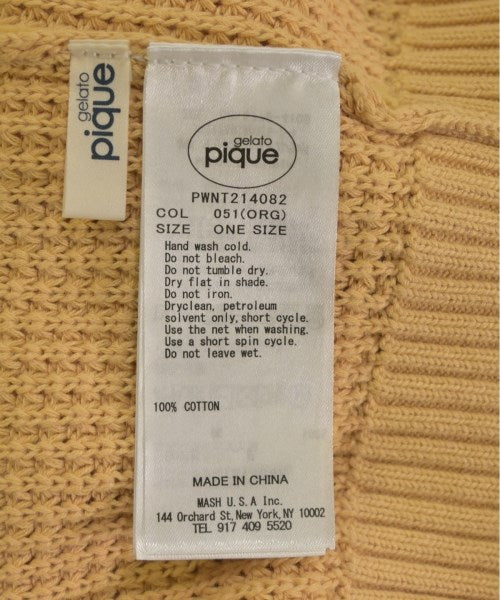 gelato
pique
gelato
pique
PWNT214082
COL 051(ORG)
SIZE ONE SIZE
Hand wash cold.
Do not bleach.
Do not tumble dry.
Dry flat in shade.
Do not iron.
Dryclean, petroleum
solvent only, short cycle.
Use the net when washing.
Use a short spin cycle.
Do not leave wet.
100% COTTON
MADE IN CHINA
MASH U.S.A Inc.
144 Orchard St, New York, NY 10002
TEL 917 409 5520